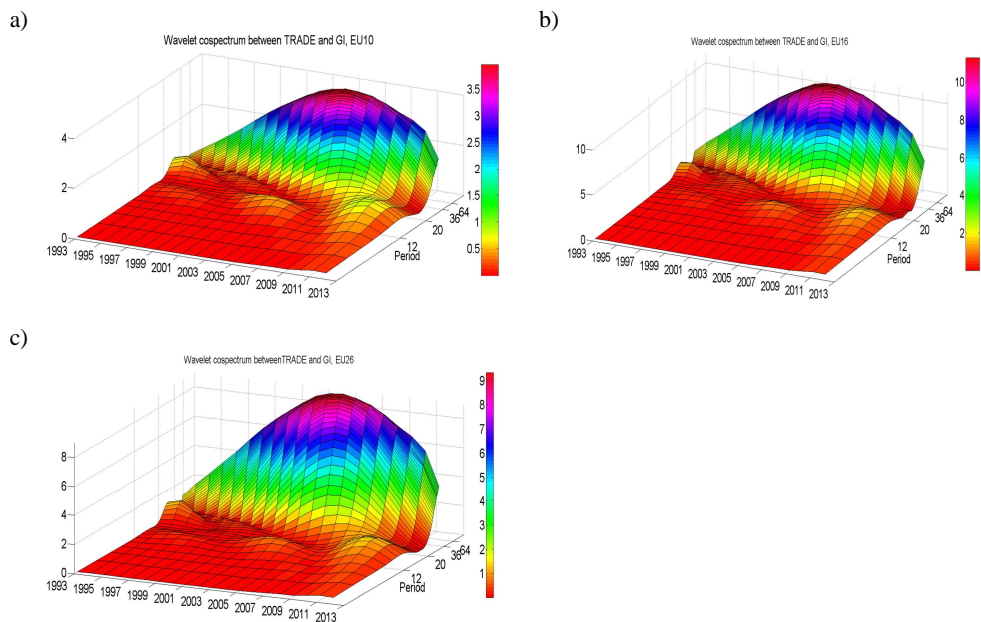 a)
Wavelet cospectrum between TRADE and GI, EU10
4
2
0
1993 1995 1997 1999 2001 2003 2005 2007 2009 2011 2013
12 20 36 64
Period
3.5
3
2.5
2
1.5
1
0.5
b)
Wavelet cospectrum between TRADE and GI, EU16
10
5
0
1993 1995 1997 1999 2001 2003 2005 2007 2009 2011 2013
12 20 36 64
Period
10
8
6
4
2
c)
Wavelet cospectrum betweenTRADE and GI, EU26
8
6
4
2
0
1993 1995 1997 1999 2001 2003 2005 2007 2009 2011 2013
12 20 36 64
Period
9
8
7
6
5
4
3
2
1